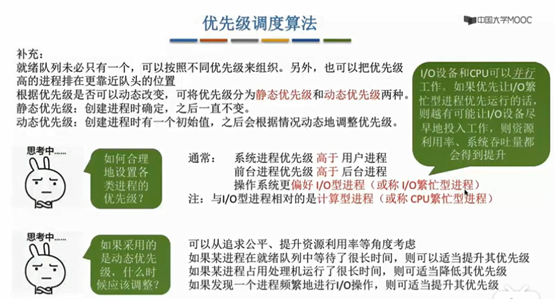 优先级调度算法
中国大学MOOC
补充：
就绪队列未必只有一个，可以按照不同优先级来组织。另外，也可以把优先级
高的进程排在更靠近队头的位置
根据优先级是否可以动态改变，可将优先级分为静态优先级和动态优先级两种。
静态优先级：创建进程时确定，之后一直不变。
动态优先级：创建进程时有一个初始值，之后会根据情况动态地调整优先级。
I/O设备和CPU可以并行
工作。如果优先让I/O繁
忙型进程优先运行的话，
则越有可能让I/O设备尽
早地投入工作，则资源
利用率、系统吞吐量都
会得到提升
思考中……
如何合理
地设置各
类进程的
优先级？
通常：
系统进程优先级 高于 用户进程
前台进程优先级 高于 后台进程
操作系统更偏好 I/O型进程（或称 I/O繁忙型进程）
注：与I/O型进程相对的是计算型进程（或称 CPU繁忙型进程）
思考中……
如果采用的
是动态优先
级，什么时
候应该调整？
可以从追求公平、提升资源利用率等角度考虑
如果某进程在就绪队列中等待了很长时间，则可以适当提升其优先级
如果某进程占用处理机运行了很长时间，则可适当降低其优先级
如果发现一个进程频繁地进行I/O操作，则可适当提升其优先级